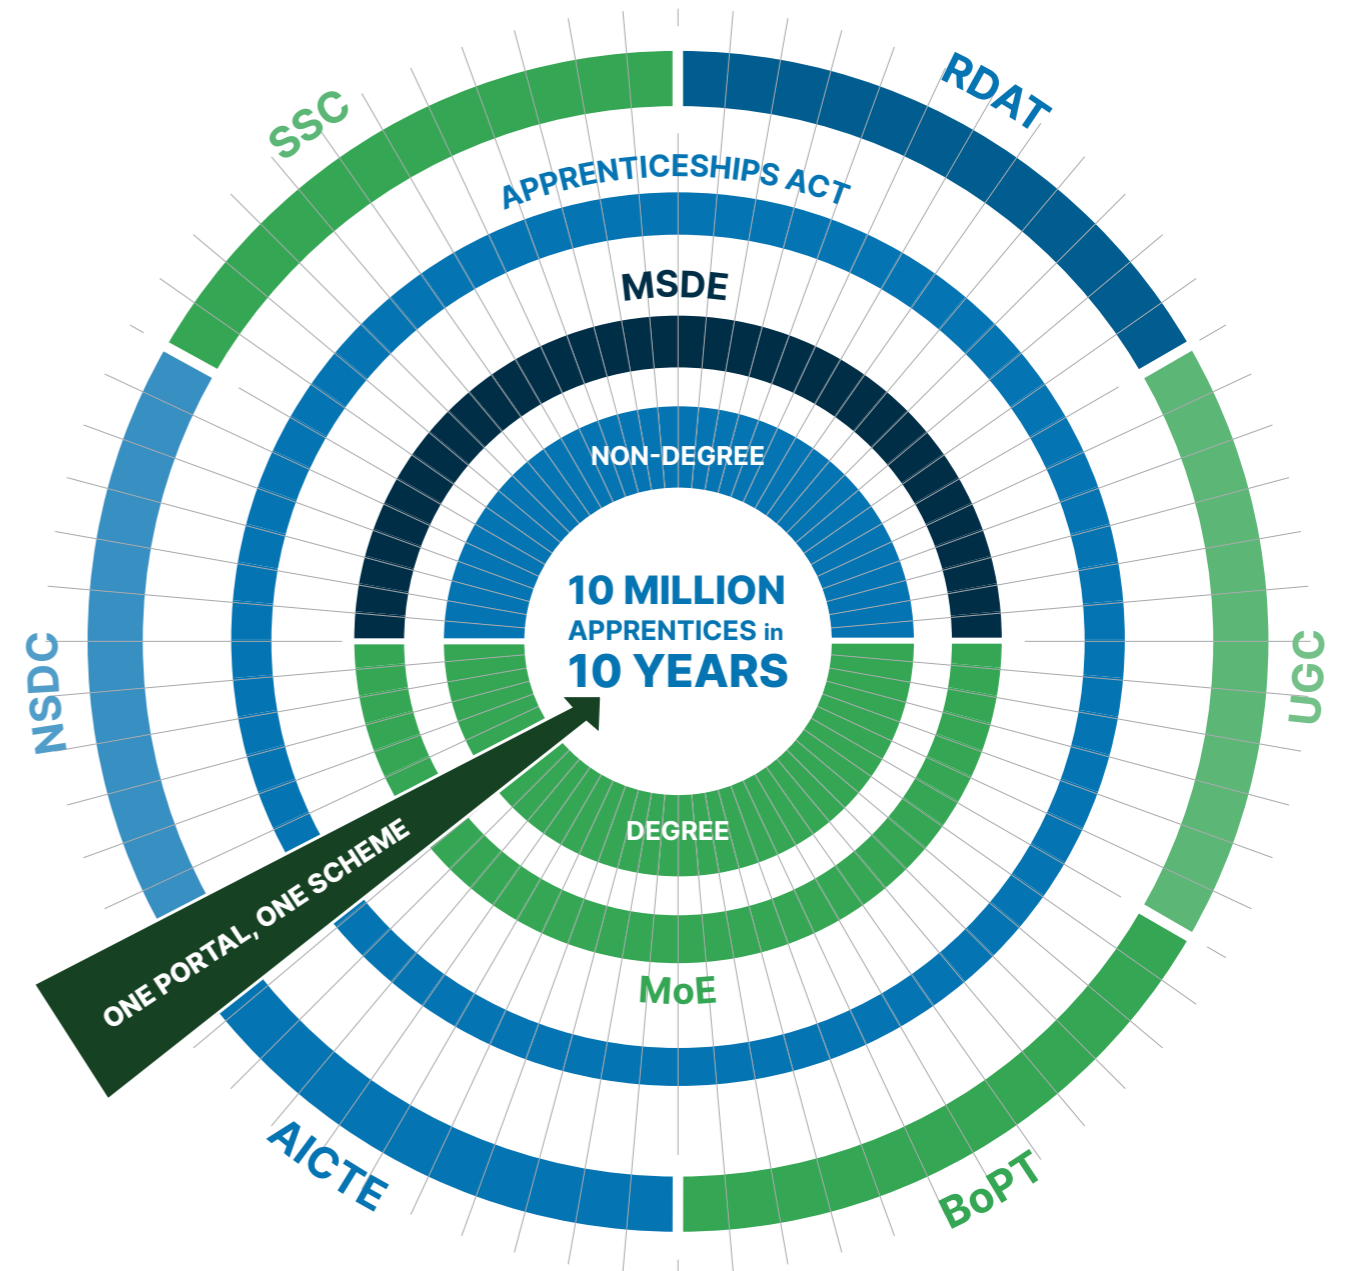 SSC
RDAT
APPRENTICESHIPS ACT
MSDE
NON-DEGREE
10 MILLION
APPRENTICES in
10 YEARS
NSDC
UGC
DEGREE
ONE PORTAL, ONE SCHEME
MoE
AICTE
BoPT